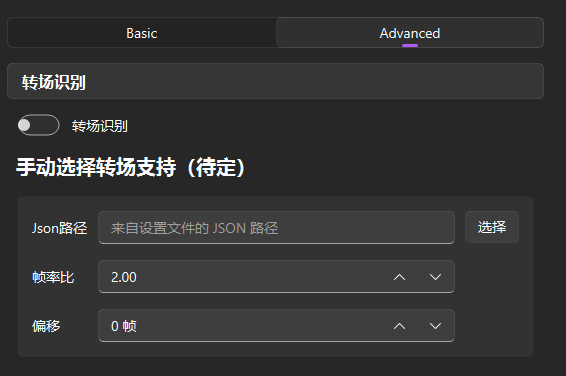 Basic Advanced
转场识别
转场识别
手动选择转场支持（待定）
Json路径 来自设置文件的 JSON 路径 选择
帧率比 2.00
偏移 0 帧